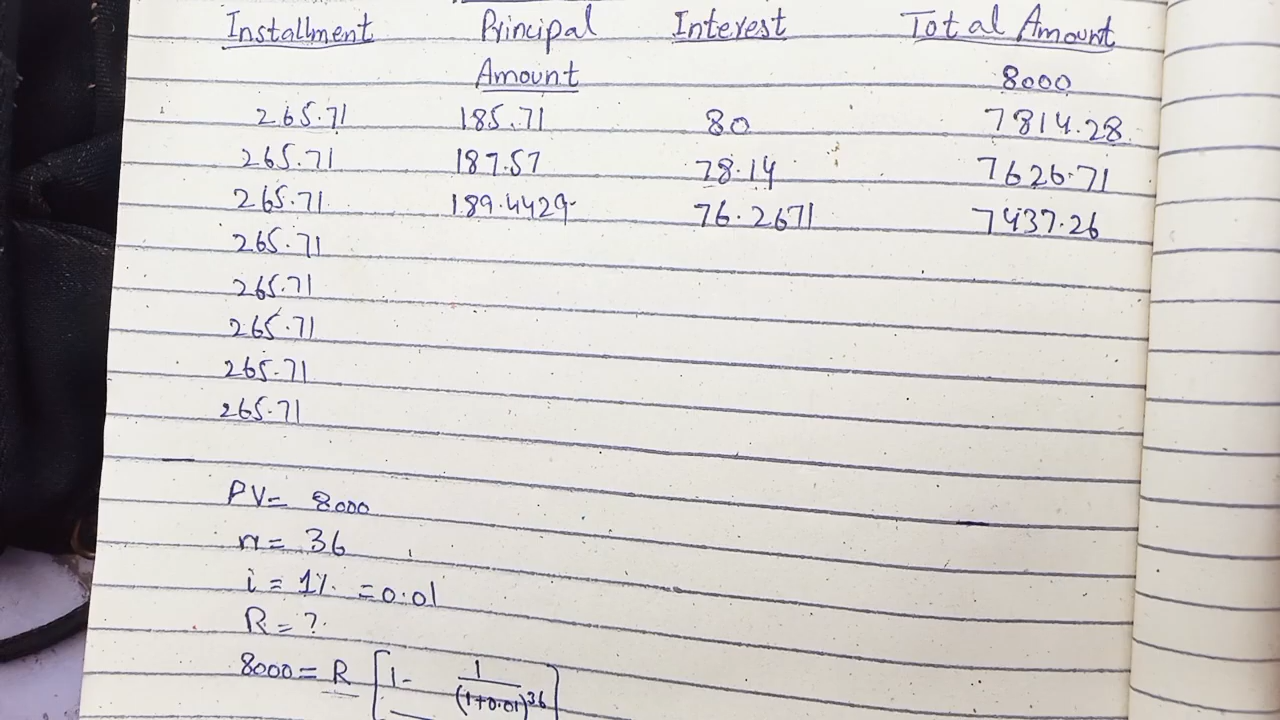 Installment Principal Interest Total Amount
Amount 8000
265.71 185.71 80 7814.28
265.71 187.57 78.14 7626.71
265.71 189.4429 76.2671 7437.26
265.71
265.71
265.71
265.71
265.71
PV= 8000
n= 36
i = 1% =0.01
R = ?
8000 = R [1- 1/(1+0.01)^36]